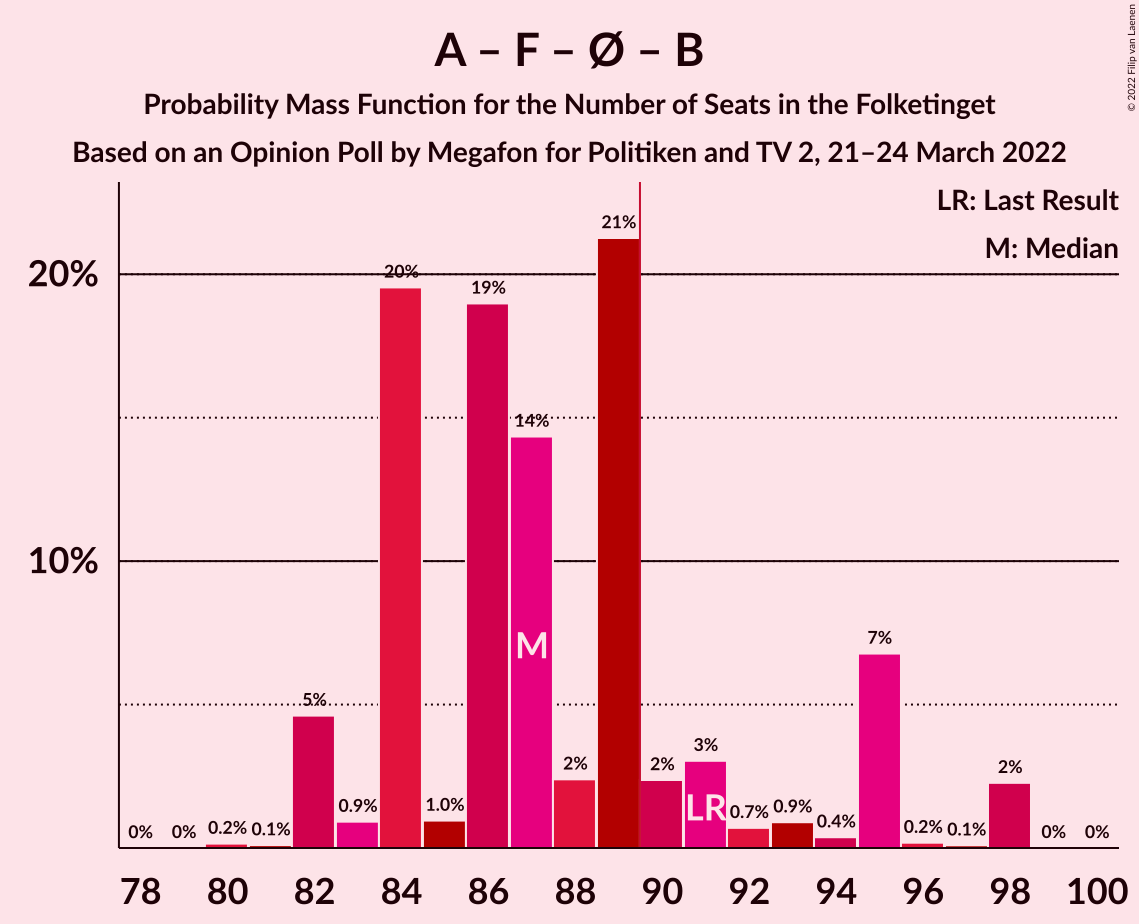 A – F – Ø – B
Probability Mass Function for the Number of Seats in the Folketinget
Based on an Opinion Poll by Megafon for Politiken and TV 2, 21–24 March 2022
© 2022 Filip van Laenen
LR: Last Result
M: Median
20%
10%
0% 0% 0.2% 0.1% 5% 0.9% 20% 1.0% 19% 14% 2% 21% 2% 3% 0.7% 0.9% 0.4% 7% 0.2% 0.1% 2% 0% 0%
M
LR
78 80 82 84 86 88 90 92 94 96 98 100